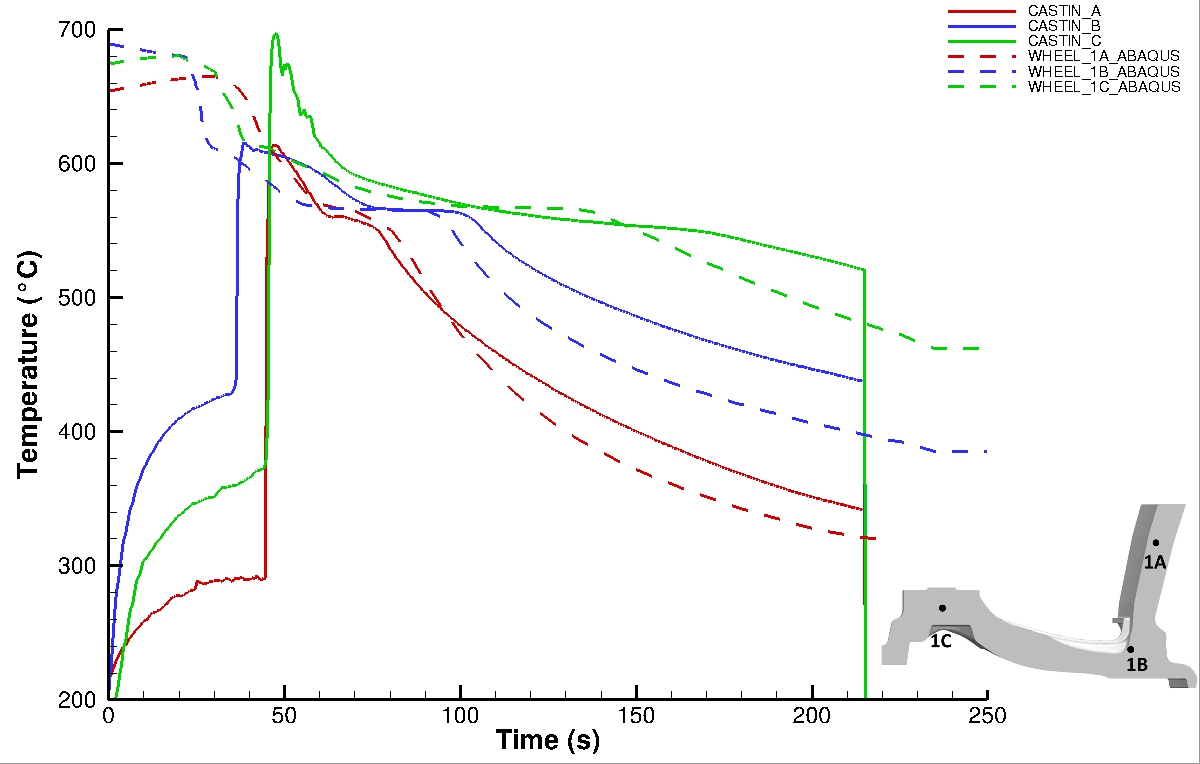 CASTIN_A
CASTIN_B
CASTIN_C
WHEEL_1A_ABAQUS
WHEEL_1B_ABAQUS
WHEEL_1C_ABAQUS
700
600
500
400
300
200
Temperature (°C)
0
50
100
150
200
250
Time (s)
1A
1B
1C